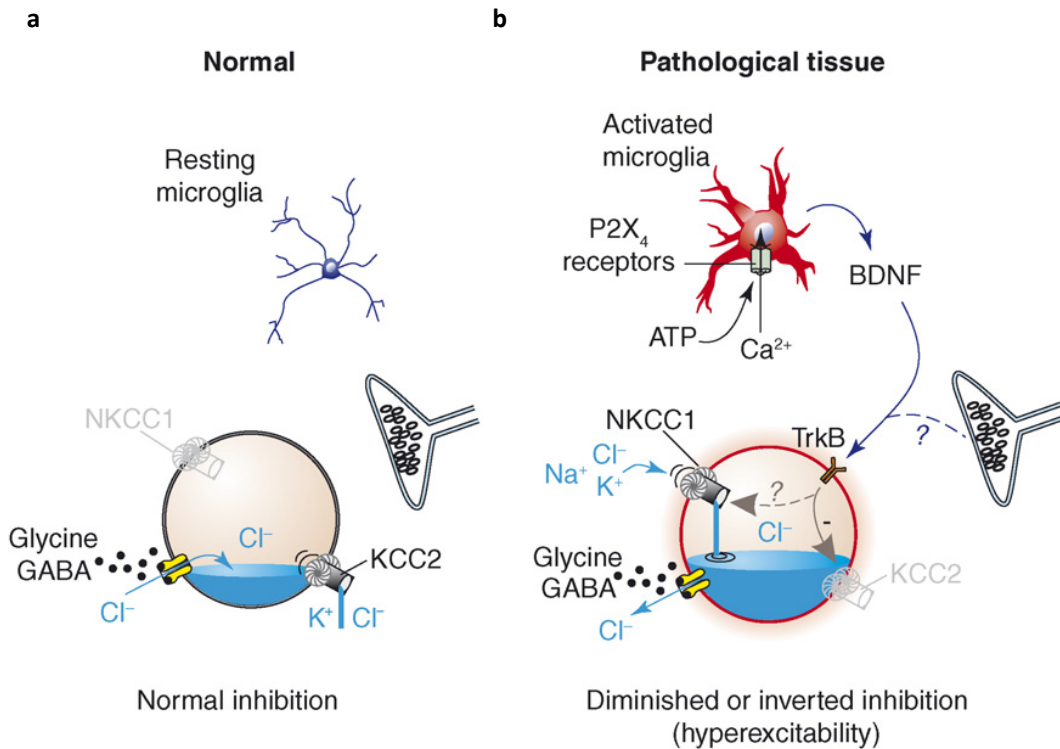 a
Normal
Resting
microglia
NKCC1
Glycine
GABA
Cl⁻
Cl⁻
KCC2
K⁺ Cl⁻
Normal inhibition
b
Pathological tissue
Activated
microglia
P2X₄
receptors
BDNF
ATP
Ca²⁺
NKCC1
TrkB
?
Cl⁻
Na⁺
K⁺
?
Cl⁻
-
Glycine
GABA
KCC2
Cl⁻
Diminished or inverted inhibition
(hyperexcitability)